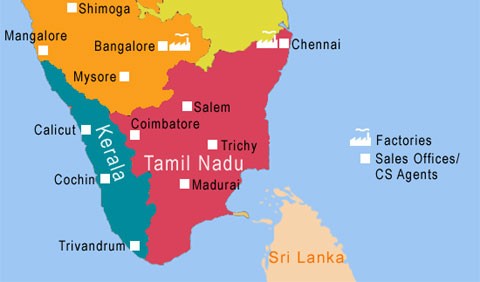 Shimoga
Mangalore
Bangalore
Chennai
Mysore
Salem
Calicut
Coimbatore
Kerala
Trichy
Tamil Nadu
Cochin
Madurai
Trivandrum
Sri Lanka
Factories
Sales Offices/
CS Agents